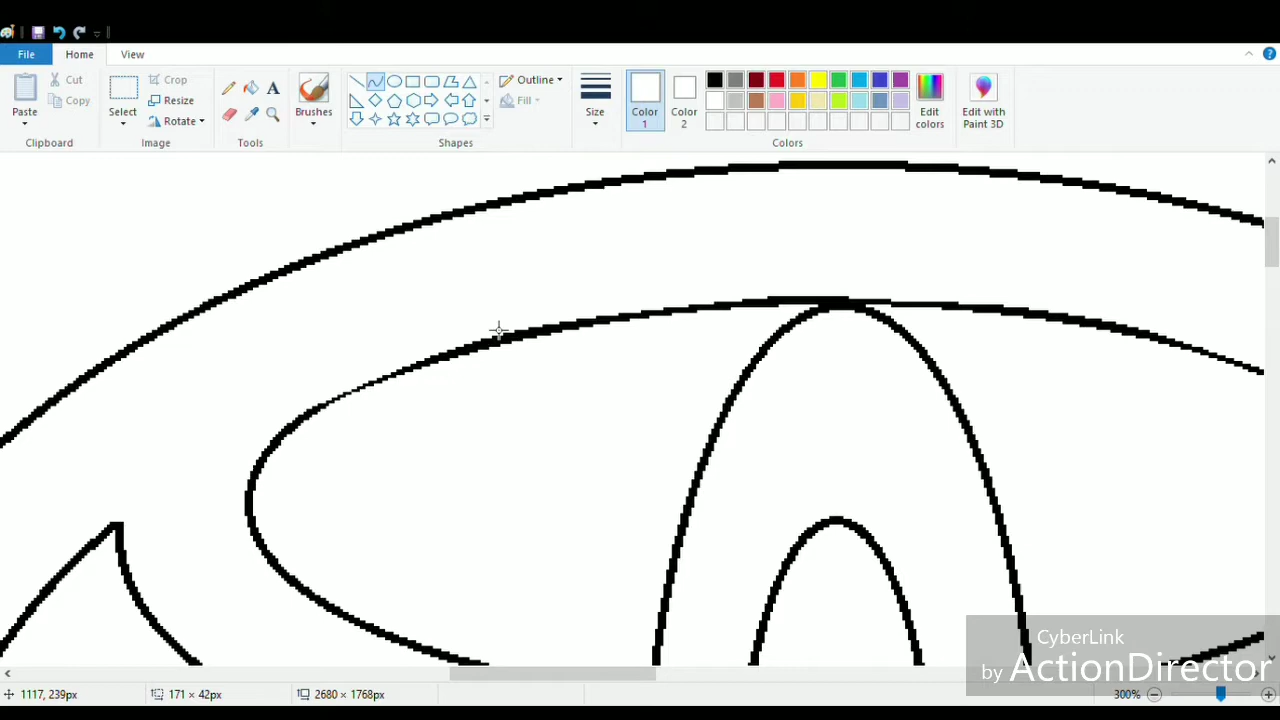 File Home View
Paste
Cut
Copy
Clipboard
Select
Crop
Resize
Rotate
Image
A
Tools
Brushes
Outline
Fill
Shapes
Size
Color 1
Color 2
Edit colors
Colors
Edit with Paint 3D
CyberLink
by ActionDirector
1117, 239px 171 × 42px 2680 × 1768px 300%